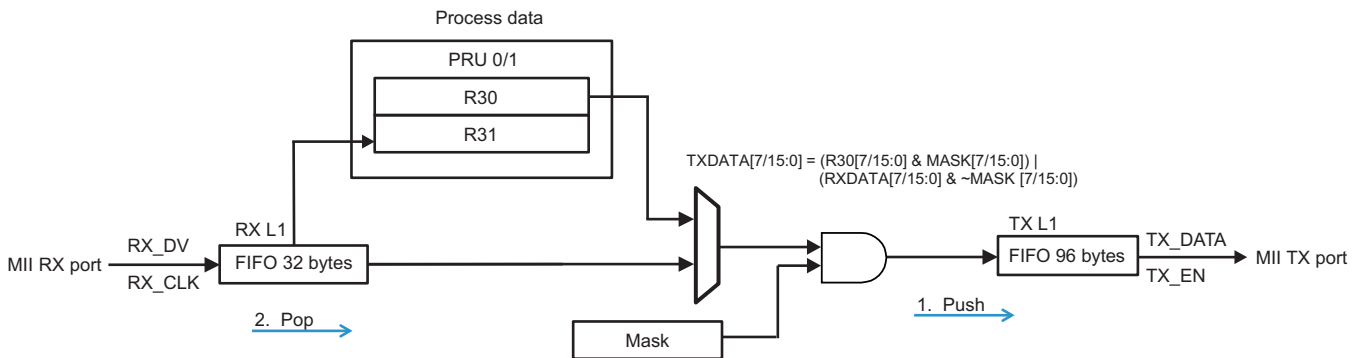 Process data
PRU 0/1
R30
R31
TXDATA[7/15:0] = (R30[7/15:0] & MASK[7/15:0]) |
(RXDATA[7/15:0] & ~MASK [7/15:0])
RX L1
TX L1
RX_DV
TX_DATA
MII RX port
FIFO 32 bytes
FIFO 96 bytes
MII TX port
RX_CLK
TX_EN
2. Pop
1. Push
Mask